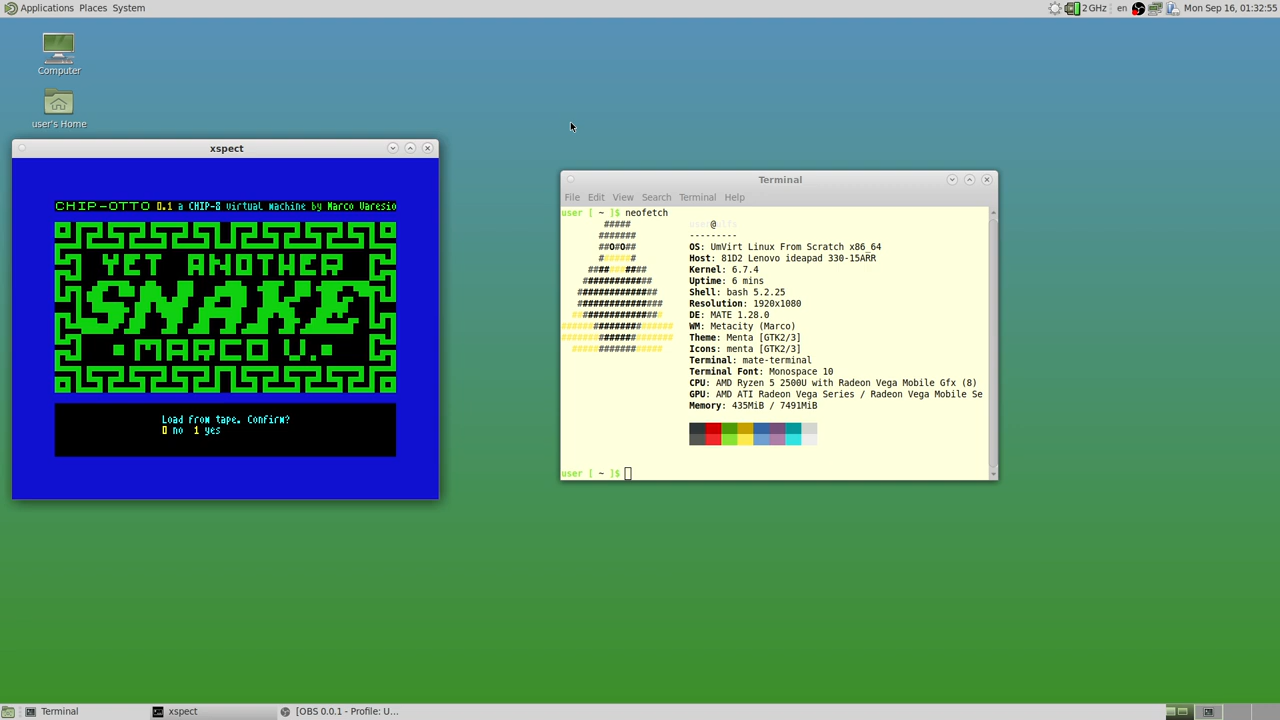 Applications Places System
2 GHz en Mon Sep 16, 01:32:55
Computer
user's Home
xspect
CHIP-OTTO 0.1 a CHIP-8 virtual machine by Marco Varesio
YET ANOTHER
SNAKE
MARCO V.
Load from tape. Confirm?
0 no 1 yes
Terminal
File Edit View Search Terminal Help
user [ ~ ]$ neofetch
#####
#######
##O#O##
#######
###########
#############
###############
################
#################
#####################
#####################
#################
@
---------
OS: UmVirt Linux From Scratch x86_64
Host: 81D2 Lenovo ideapad 330-15ARR
Kernel: 6.7.4
Uptime: 6 mins
Shell: bash 5.2.25
Resolution: 1920x1080
DE: MATE 1.28.0
WM: Metacity (Marco)
Theme: Menta [GTK2/3]
Icons: menta [GTK2/3]
Terminal: mate-terminal
Terminal Font: Monospace 10
CPU: AMD Ryzen 5 2500U with Radeon Vega Mobile Gfx (8)
GPU: AMD ATI Radeon Vega Series / Radeon Vega Mobile Se
Memory: 435MiB / 7491MiB
user [ ~ ]$
Terminal
xspect
[OBS 0.0.1 - Profile: U...